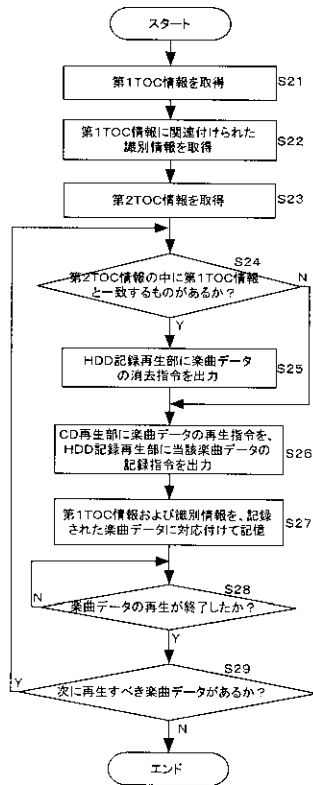 スタート
第1TOC情報を取得
S21
第1TOC情報に関連付けられた
識別情報を取得
S22
第2TOC情報を取得
S23
S24
第2TOC情報の中に第1TOC情報
と一致するものがあるか？
N
Y
HDD記録再生部に楽曲データ
の消去指令を出力
S25
CD再生部に楽曲データの再生指令を、
HDD記録再生部に当該楽曲データの
記録指令を出力
S26
第1TOC情報および識別情報を、記録
された楽曲データに対応付けて記憶
S27
S28
楽曲データの再生が終了したか？
N
Y
S29
次に再生すべき楽曲データがあるか？
Y
N
エンド